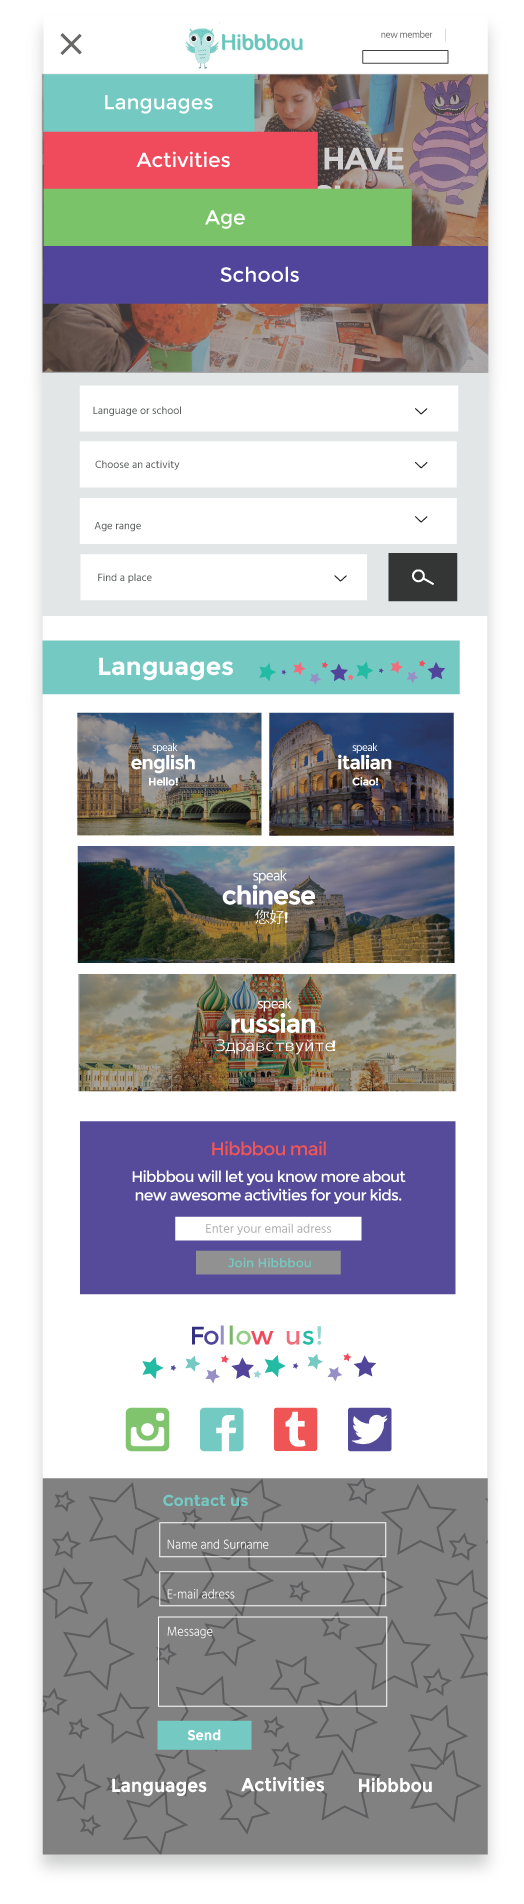 Hibbbou
new member
Languages
Activities
HAVE
Age
Schools
Language or school
Choose an activity
Age range
Find a place
Languages
speak
english
Hello!
speak
italian
Ciao!
speak
chinese
您好!
speak
russian
Здравствуйте!
Hibbbou mail
Hibbbou will let you know more about
new awesome activities for your kids.
Enter your email adress
Join Hibbbou
Follow us!
Contact us
Name and Surname
E-mail adress
Message
Send
Languages Activities Hibbbou